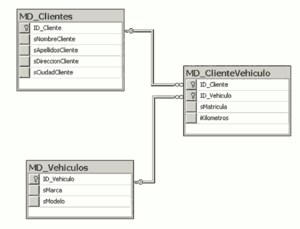 MD_Clientes
ID_Cliente
sNombreCliente
sApellidosCliente
sDireccionCliente
sCiudadCliente
MD_ClienteVehiculo
ID_Cliente
ID_Vehiculo
sMatricula
iKilometros
MD_Vehiculos
ID_Vehiculo
sMarca
sModelo